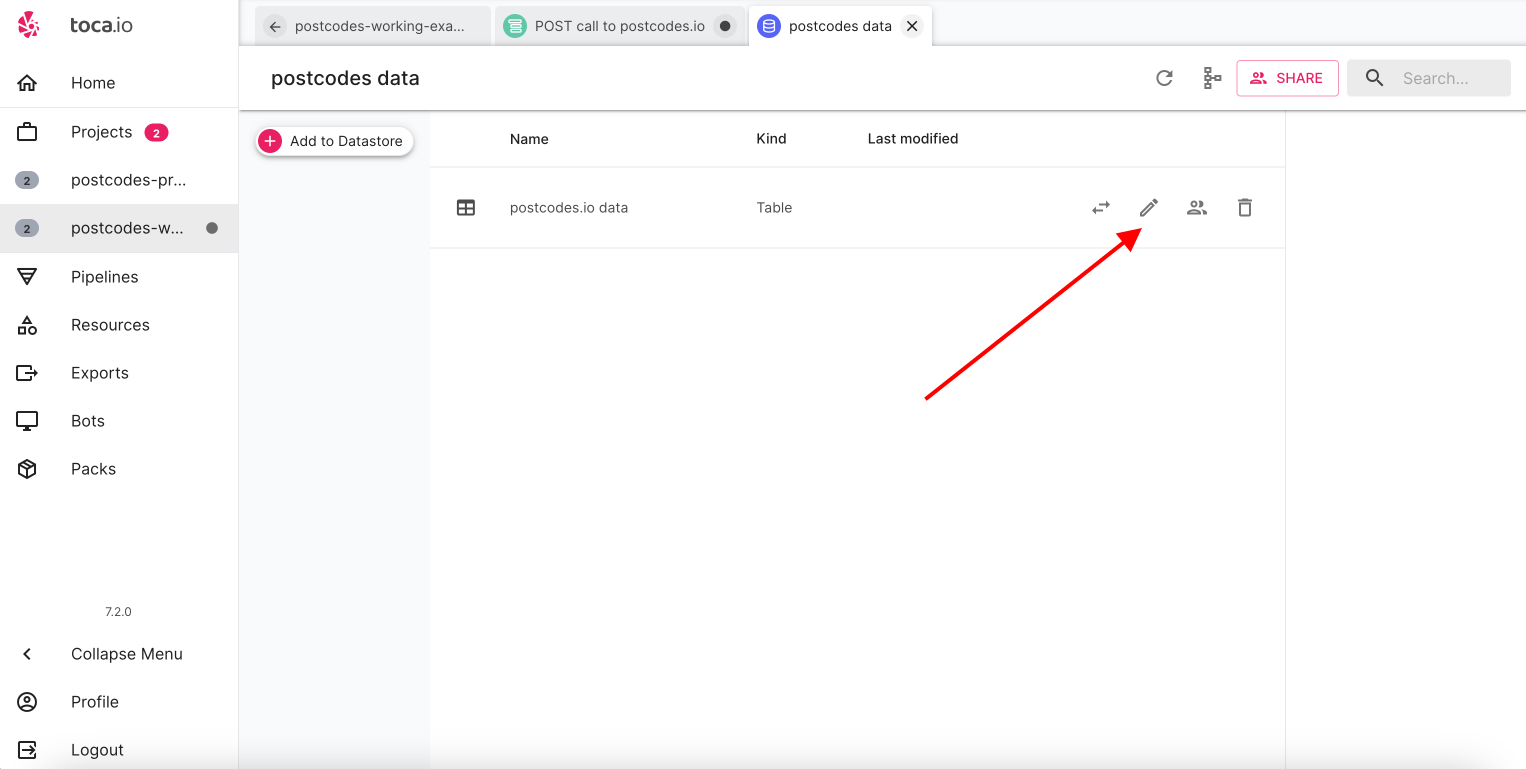 toca.io
Home
Projects 2
2 postcodes-pr...
2 postcodes-w...
Pipelines
Resources
Exports
Bots
Packs
7.2.0
Collapse Menu
Profile
Logout
postcodes-working-exa...
POST call to postcodes.io
postcodes data
postcodes data
SHARE
Search...
Add to Datastore
Name Kind Last modified
postcodes.io data Table